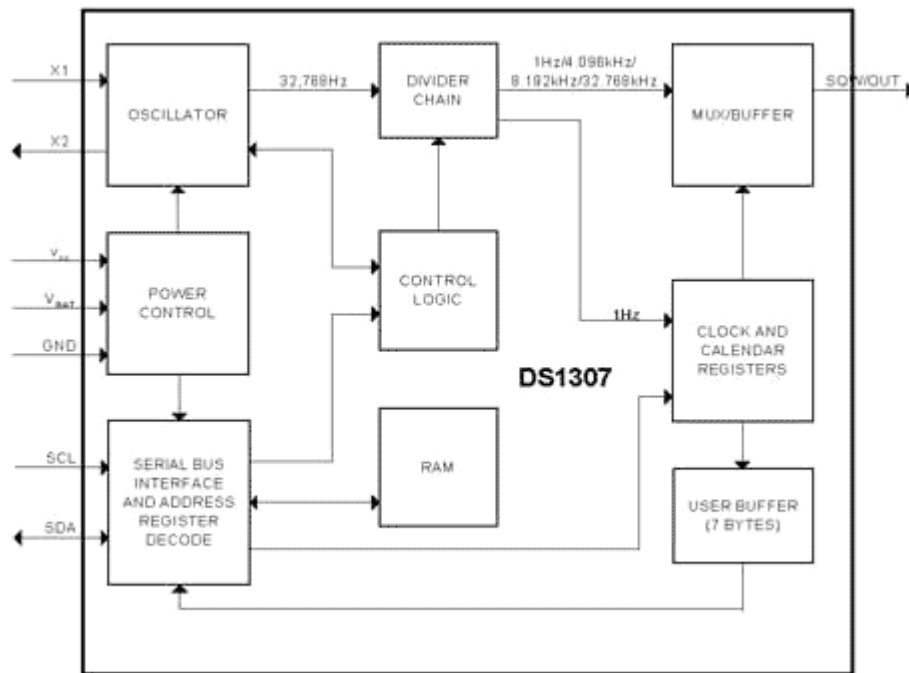 X1
X2
OSCILLATOR
32,768Hz
DIVIDER
CHAIN
1Hz/4.096kHz/
8.192kHz/32.768kHz
MUX/BUFFER
SQW/OUT
POWER
CONTROL
V
BAT
GND
CONTROL
LOGIC
1Hz
CLOCK AND
CALENDAR
REGISTERS
DS1307
SCL
SDA
SERIAL BUS
INTERFACE
AND ADDRESS
REGISTER
DECODE
RAM
USER BUFFER
(7 BYTES)